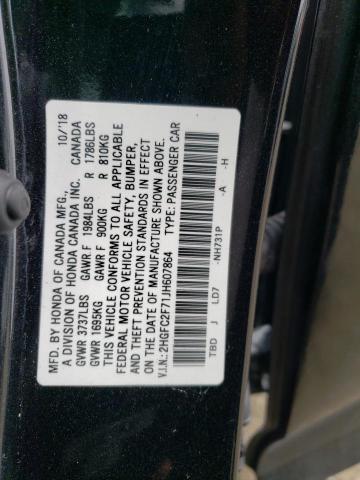 MFD. BY HONDA OF CANADA MFG., 10/18
A DIVISION OF HONDA CANADA INC. CANADA
GVWR 3737LBS GAWR F 1984LBS R 1786LBS
GVWR 1695KG GAWR F 900KG R 810KG
THIS VEHICLE CONFORMS TO ALL APPLICABLE
FEDERAL MOTOR VEHICLE SAFETY, BUMPER,
AND THEFT PREVENTION STANDARDS IN EFFECT
ON THE DATE OF MANUFACTURE SHOWN ABOVE.
V.I.N.: 2HGFC2F71JH607864 TYPE: PASSENGER CAR
TBD J LD7 -NH731P -A -H